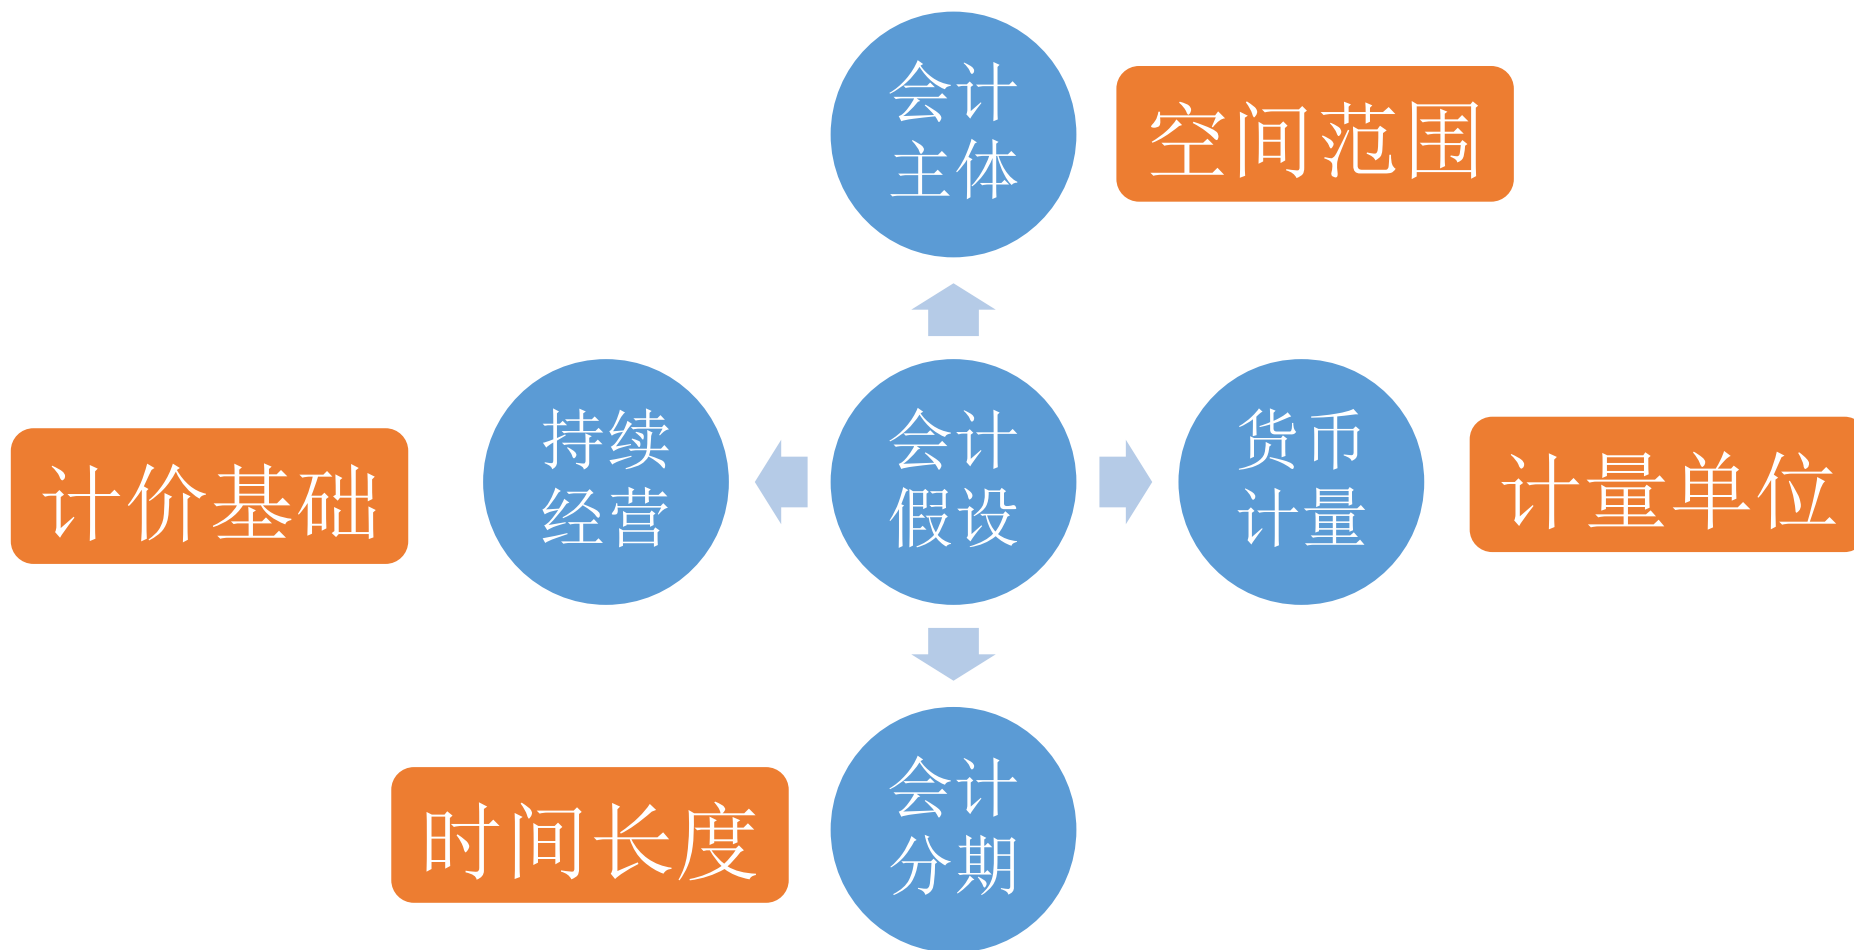 会计
主体
空间范围
计价基础
持续
经营
会计
假设
货币
计量
计量单位
时间长度
会计
分期